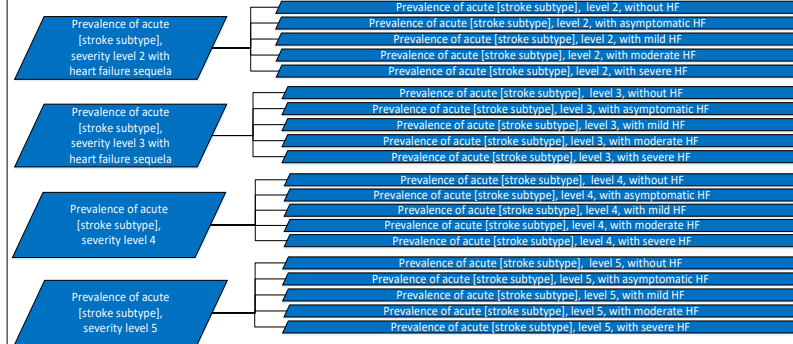 Prevalence of acute
[stroke subtype],
severity level 2 with
heart failure sequela
Prevalence of acute [stroke subtype],  level 2, without HF
Prevalence of acute [stroke subtype], level 2, with asymptomatic HF
Prevalence of acute [stroke subtype], level 2, with mild HF
Prevalence of acute [stroke subtype], level 2, with moderate HF
Prevalence of acute [stroke subtype], level 2, with severe HF
Prevalence of acute
[stroke subtype],
severity level 3 with
heart failure sequela
Prevalence of acute [stroke subtype],  level 3, without HF
Prevalence of acute [stroke subtype], level 3, with asymptomatic HF
Prevalence of acute [stroke subtype], level 3, with mild HF
Prevalence of acute [stroke subtype], level 3, with moderate HF
Prevalence of acute [stroke subtype], level 3, with severe HF
Prevalence of acute
[stroke subtype],
severity level 4
Prevalence of acute [stroke subtype],  level 4, without HF
Prevalence of acute [stroke subtype], level 4, with asymptomatic HF
Prevalence of acute [stroke subtype], level 4, with mild HF
Prevalence of acute [stroke subtype], level 4, with moderate HF
Prevalence of acute [stroke subtype], level 4, with severe HF
Prevalence of acute
[stroke subtype],
severity level 5
Prevalence of acute [stroke subtype],  level 5, without HF
Prevalence of acute [stroke subtype], level 5, with asymptomatic HF
Prevalence of acute [stroke subtype], level 5, with mild HF
Prevalence of acute [stroke subtype], level 5, with moderate HF
Prevalence of acute [stroke subtype], level 5, with severe HF